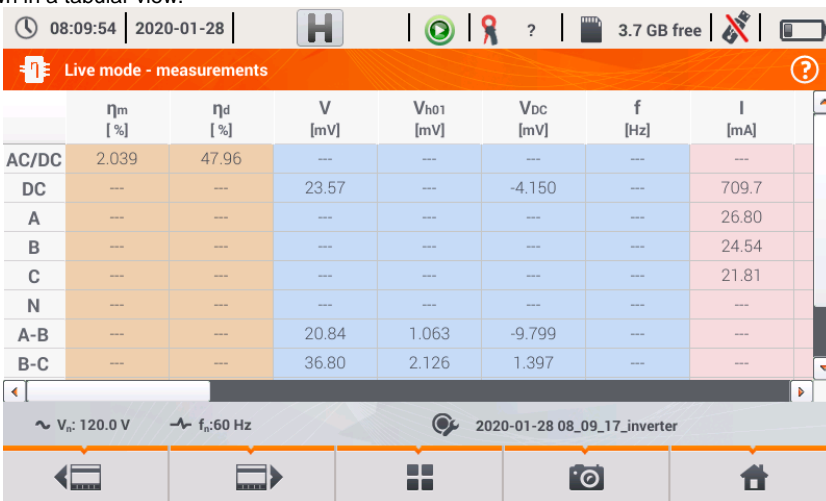 in a tabular view.
08:09:54 2020-01-28 H ? 3.7 GB free
Live mode - measurements ?
ηm ηd V Vh01 VDC f I
[ %] [ %] [mV] [mV] [mV] [Hz] [mA]
AC/DC 2.039 47.96 --- --- --- --- ---
DC --- --- 23.57 --- -4.150 --- 709.7
A --- --- --- --- --- --- 26.80
B --- --- --- --- --- --- 24.54
C --- --- --- --- --- --- 21.81
N --- --- --- --- --- --- ---
A-B --- --- 20.84 1.063 -9.799 --- ---
B-C --- --- 36.80 2.126 1.397 --- ---
Vn: 120.0 V fn:60 Hz 2020-01-28 08_09_17_inverter